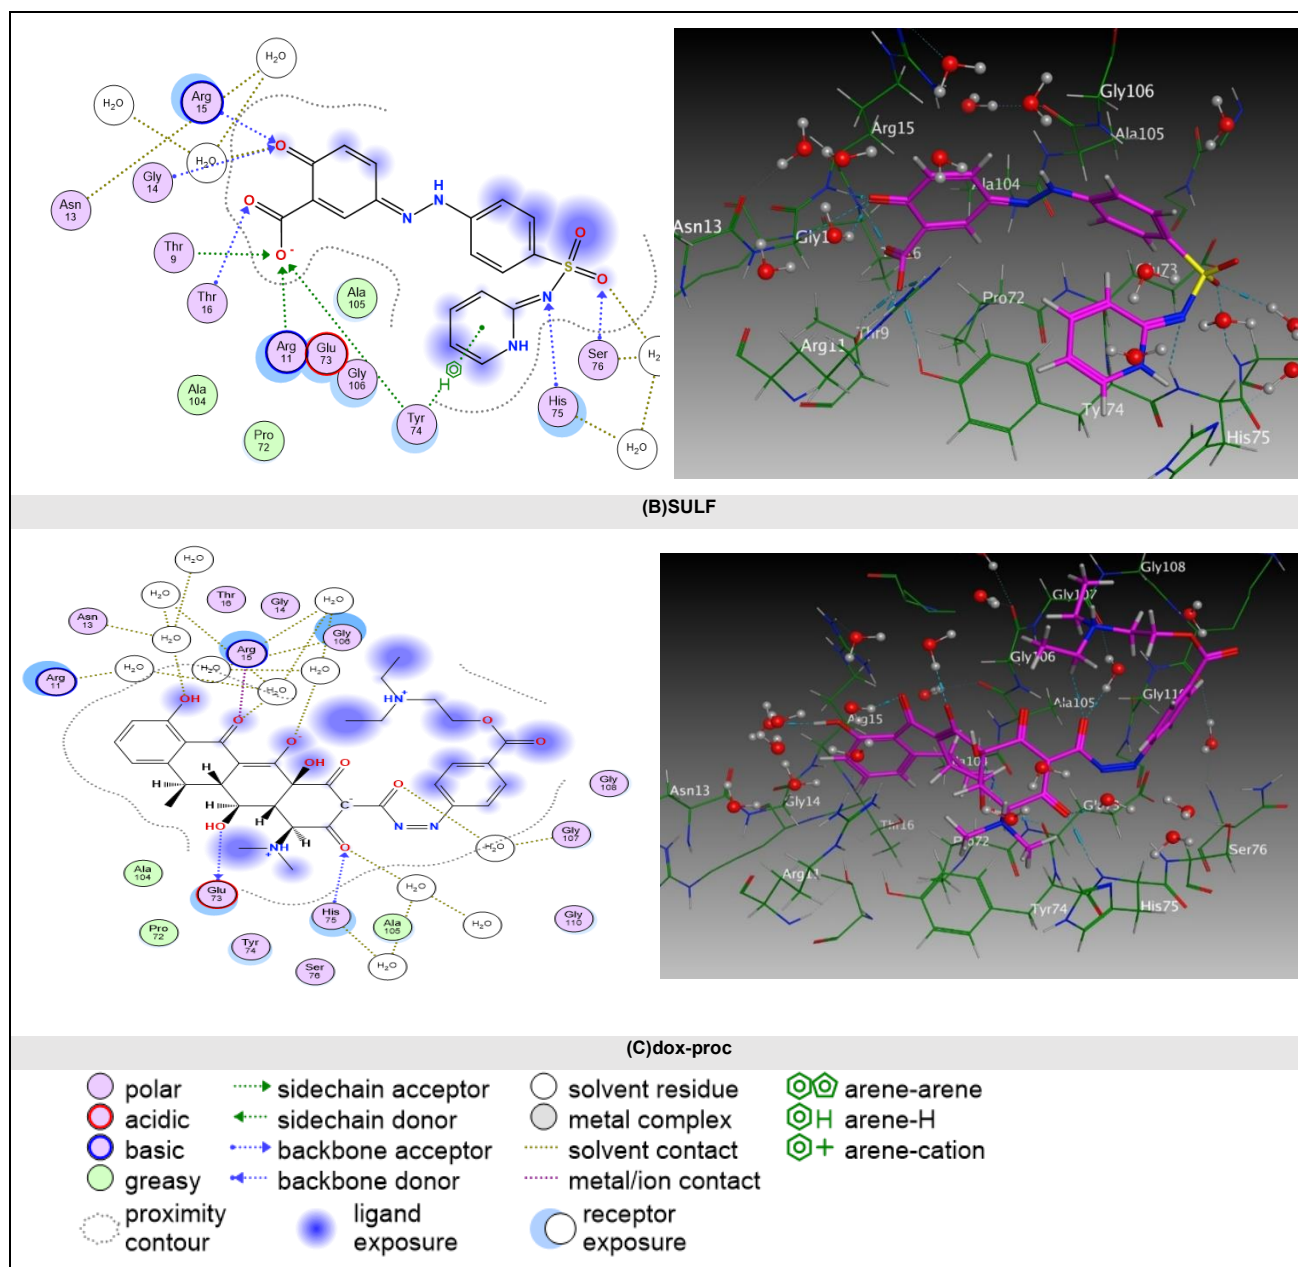 H₂O
Arg
15
H₂O
H₂O
Gly
14
Asn
13
Thr
9
Thr
16
O
O
O
-
N
N
H
O
S
O
N
NH
Ala
105
Arg
11
Glu
73
Gly
106
H
Tyr
74
Ser
76
His
75
H₂
H₂O
Ala
104
Pro
72
Gly106
Arg15
Ala105
Ala104
Asn13
Gly1
Pro72
Thr9
Arg11
Ty 74
His75
(B)SULF
H₂O
H₂O
Thr
16
Gly
14
H₂O
Asn
13
H₂O
Arg
15
Gly
106
Arg
11
H₂O
H₂O
H₂O
H₂O
OH
O
O
-
OH
O
NH
+
O
O
O
C
-
N=N
O
H
H
H
H
HO
NH
+
Gly
108
Gly
107
H₂O
Ala
104
Glu
73
His
75
Ala
105
H₂O
H₂O
Gly
110
Pro
72
Tyr
74
Ser
76
H₂O
Gly108
Gly107
Gly106
Ala105
Arg15
Asn13
Gly14
Thr16
Arg11
Ser76
Tyr74
His75
(C)dox-proc
polar sidechain acceptor solvent residue arene-arene
acidic sidechain donor metal complex H arene-H
basic backbone acceptor solvent contact + arene-cation
greasy backbone donor metal/ion contact
proximity ligand receptor
contour exposure exposure